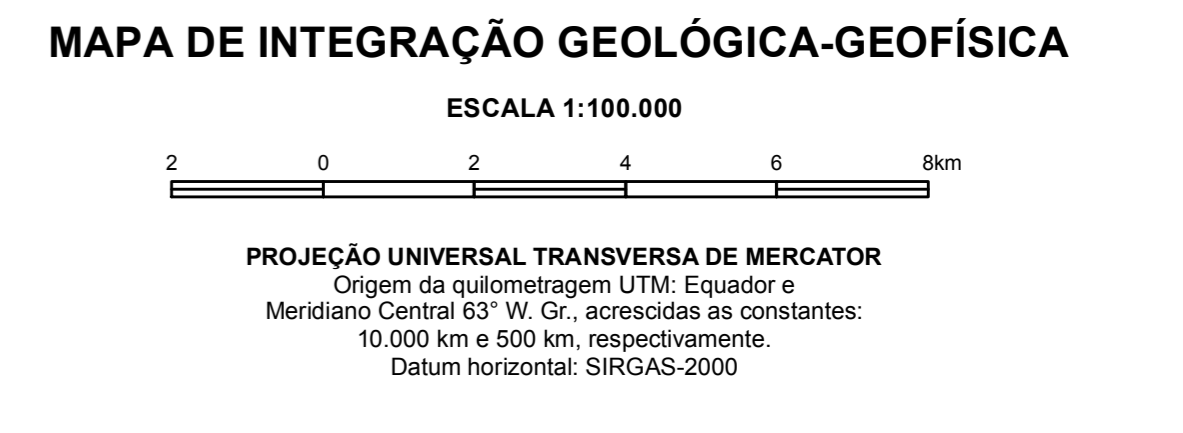 MAPA DE INTEGRAÇÃO GEOLÓGICA-GEOFÍSICA
ESCALA 1:100.000
2 0 2 4 6 8km
PROJEÇÃO UNIVERSAL TRANSVERSA DE MERCATOR
Origem da quilometragem UTM: Equador e
Meridiano Central 63° W. Gr., acrescidas as constantes:
10.000 km e 500 km, respectivamente.
Datum horizontal: SIRGAS-2000